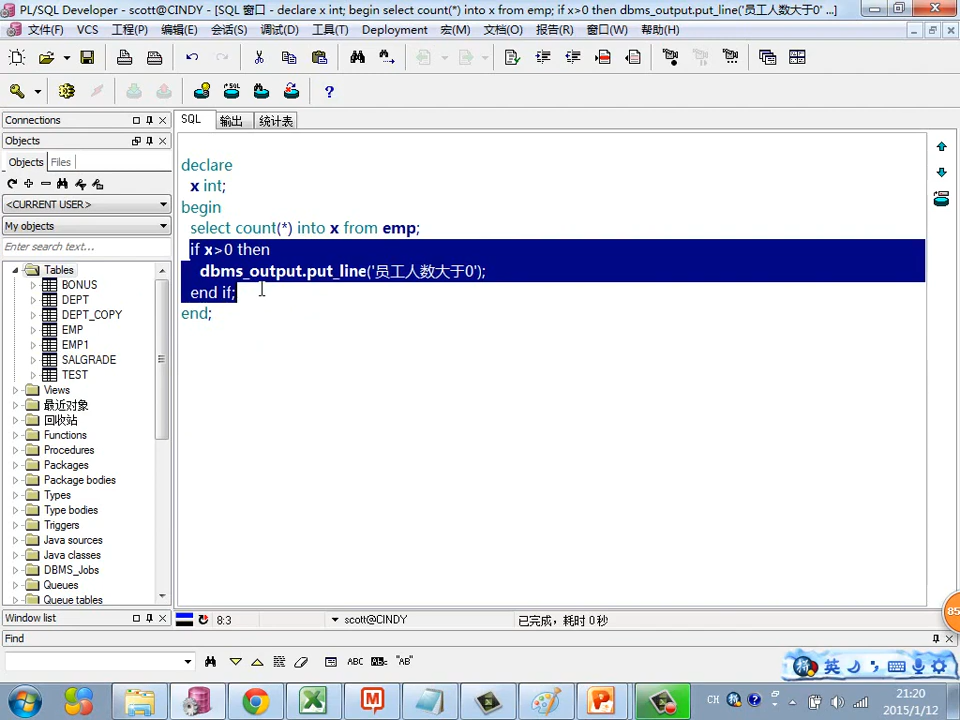 PL/SQL Developer - scott@CINDY - [SQL 窗口 - declare x int; begin select count(*) into x from emp; if x>0 then dbms_output.put_line('员工人数大于0' ...]
文件(F) VCS 工程(P) 编辑(E) 会话(S) 调试(D) 工具(T) Deployment 宏(M) 文档(O) 报告(R) 窗口(W) 帮助(H)
Connections
SQL 输出 统计表
Objects
Objects Files
<CURRENT USER>
My objects
Enter search text...
Tables
BONUS
DEPT
DEPT_COPY
EMP
EMP1
SALGRADE
TEST
Views
最近对象
回收站
Functions
Procedures
Packages
Package bodies
Types
Type bodies
Triggers
Java sources
Java classes
DBMS_Jobs
Queues
Queue tables
declare
x int;
begin
select count(*) into x from emp;
if x>0 then
dbms_output.put_line('员工人数大于0');
end if;
end;
85
Window list
8:3 scott@CINDY 已完成，耗时 0 秒
Find
ABC "AB"
英
CH
21:20
2015/1/12